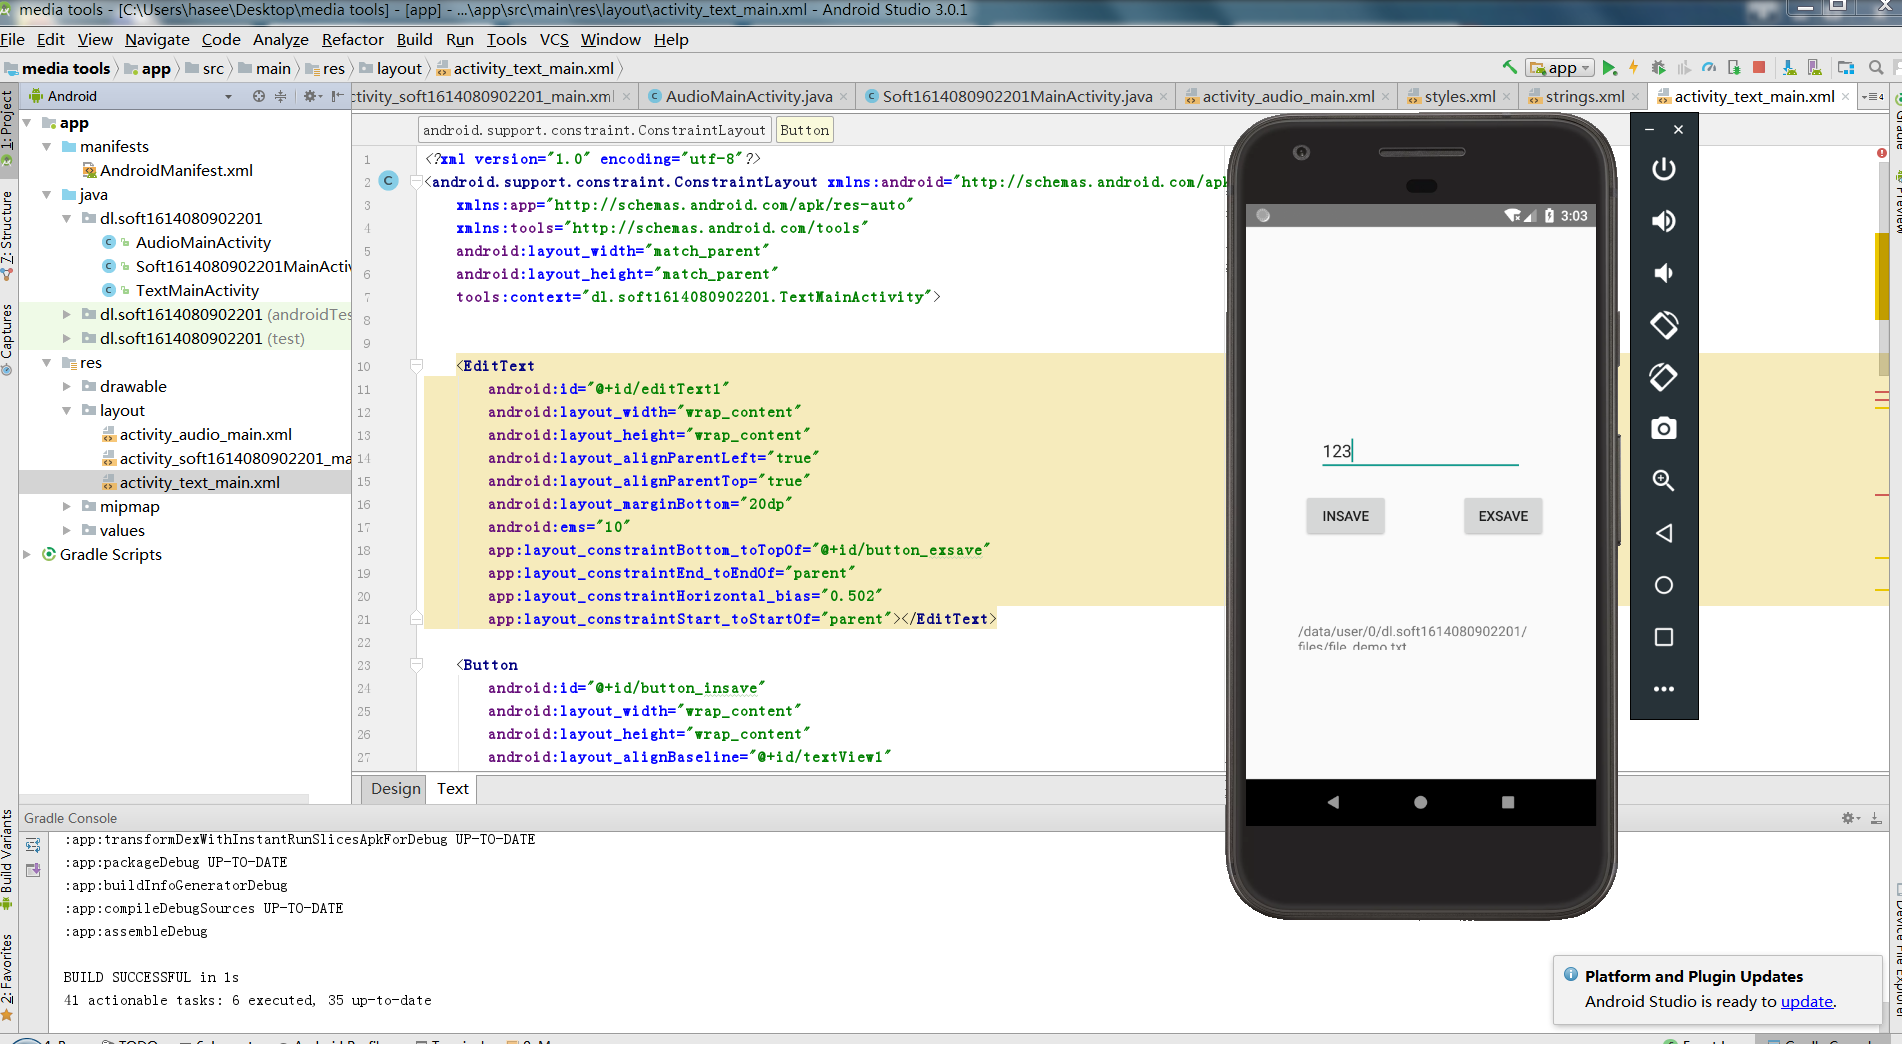 media tools - [C:\Users\hasee\Desktop\media tools] - [app] - ...\app\src\main\res\layout\activity_text_main.xml - Android Studio 3.0.1
File Edit View Navigate Code Analyze Refactor Build Run Tools VCS Window Help
media tools app src main res layout activity_text_main.xml app
Android
ctivity_soft1614080902201_main.xml AudioMainActivity.java Soft1614080902201MainActivity.java activity_audio_main.xml styles.xml strings.xml activity_text_main.xml
4
1: Project
7: Structure
Captures
Build Variants
2: Favorites
app
manifests
AndroidManifest.xml
java
dl.soft1614080902201
AudioMainActivity
Soft1614080902201MainActiv
TextMainActivity
dl.soft1614080902201 (androidTes
dl.soft1614080902201 (test)
res
drawable
layout
activity_audio_main.xml
activity_soft1614080902201_ma
activity_text_main.xml
mipmap
values
Gradle Scripts
android.support.constraint.ConstraintLayout Button
1 <?xml version="1.0" encoding="utf-8"?>
2 <android.support.constraint.ConstraintLayout xmlns:android="http://schemas.android.com/apk
3 xmlns:app="http://schemas.android.com/apk/res-auto"
4 xmlns:tools="http://schemas.android.com/tools"
5 android:layout_width="match_parent"
6 android:layout_height="match_parent"
7 tools:context="dl.soft1614080902201.TextMainActivity">
8
9
10 <EditText
11 android:id="@+id/editText1"
12 android:layout_width="wrap_content"
13 android:layout_height="wrap_content"
14 android:layout_alignParentLeft="true"
15 android:layout_alignParentTop="true"
16 android:layout_marginBottom="20dp"
17 android:ems="10"
18 app:layout_constraintBottom_toTopOf="@+id/button_exsave"
19 app:layout_constraintEnd_toEndOf="parent"
20 app:layout_constraintHorizontal_bias="0.502"
21 app:layout_constraintStart_toStartOf="parent"></EditText>
22
23 <Button
24 android:id="@+id/button_insave"
25 android:layout_width="wrap_content"
26 android:layout_height="wrap_content"
27 android:layout_alignBaseline="@+id/textView1"
Design Text
3:03
123
INSAVE EXSAVE
/data/user/0/dl.soft1614080902201/
files/file_demo.txt
Gradle Console
:app:transformDexWithInstantRunSlicesApkForDebug UP-TO-DATE
:app:packageDebug UP-TO-DATE
:app:buildInfoGeneratorDebug
:app:compileDebugSources UP-TO-DATE
:app:assembleDebug
BUILD SUCCESSFUL in 1s
41 actionable tasks: 6 executed, 35 up-to-date
Platform and Plugin Updates
Android Studio is ready to update.
Gradle
Preview
Device File Explorer
TODO